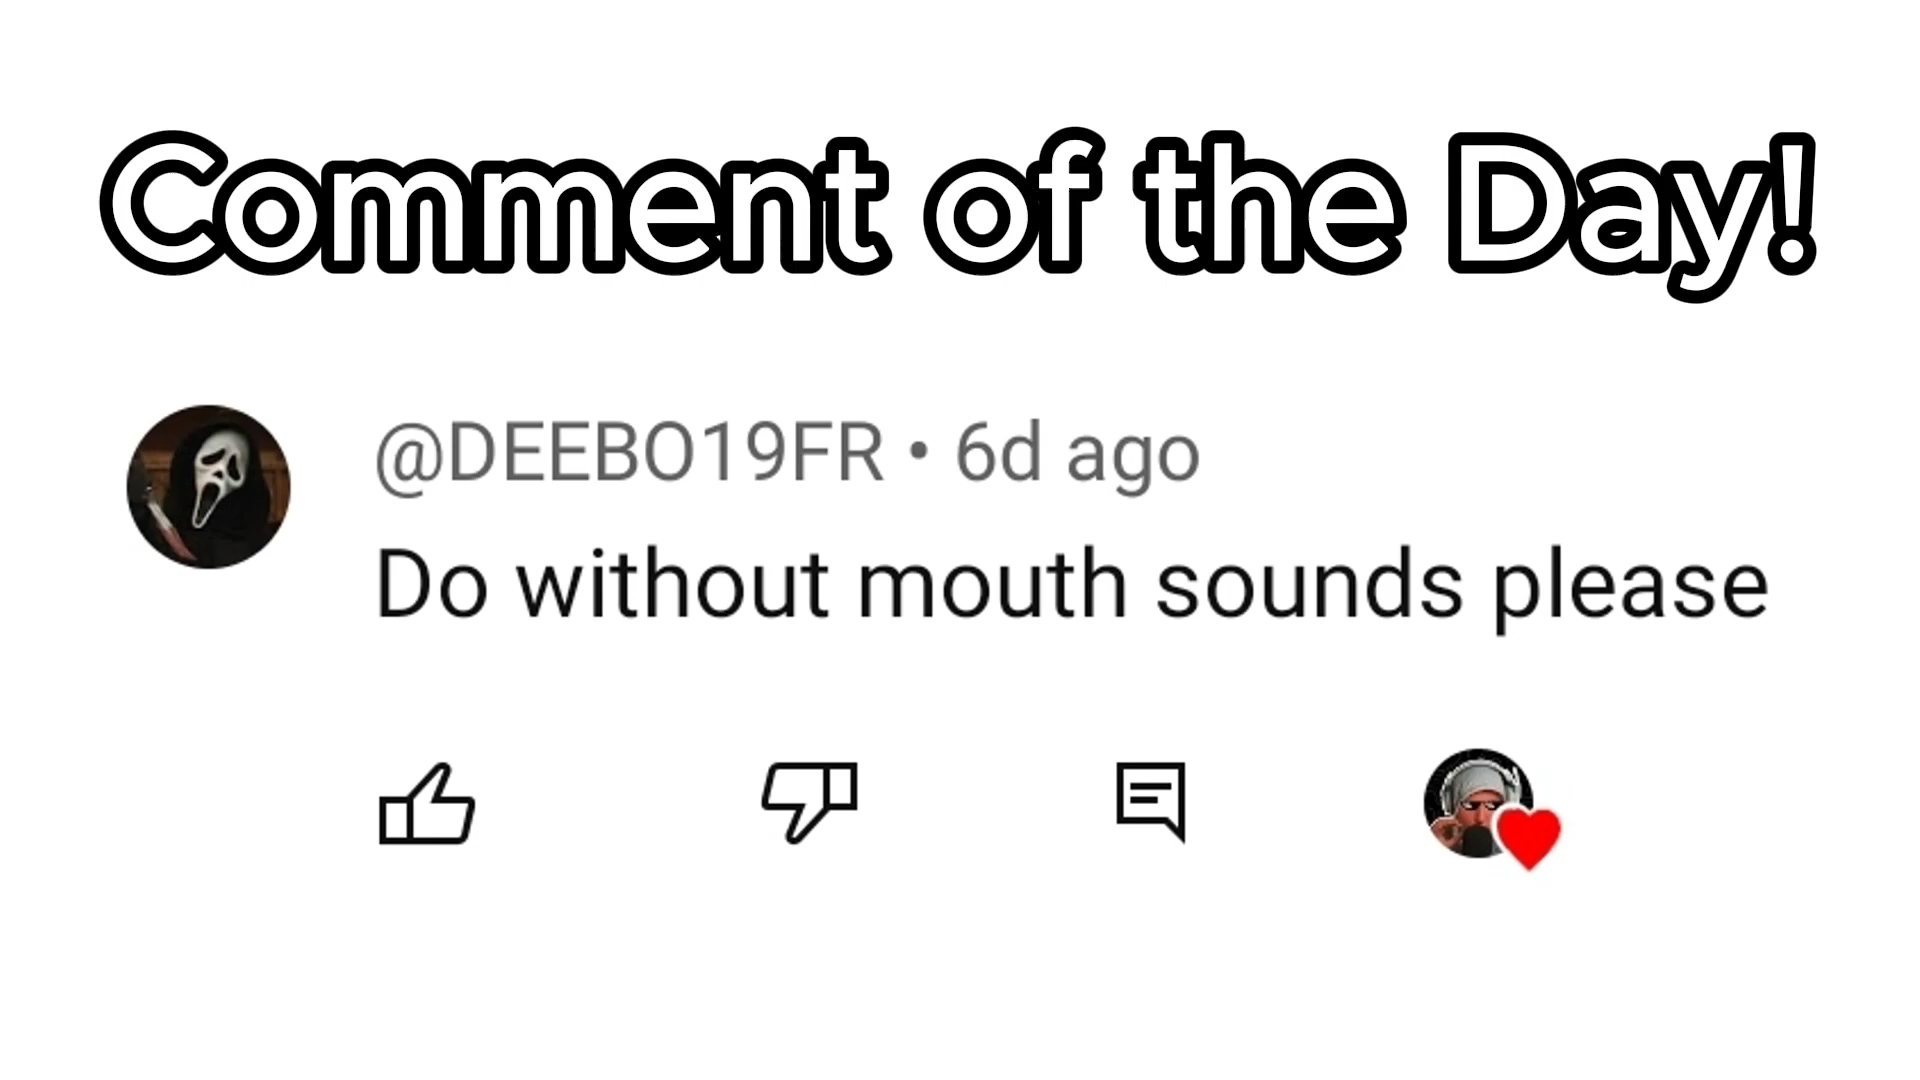 Comment of the Day!
@DEEBO19FR • 6d ago
Do without mouth sounds please